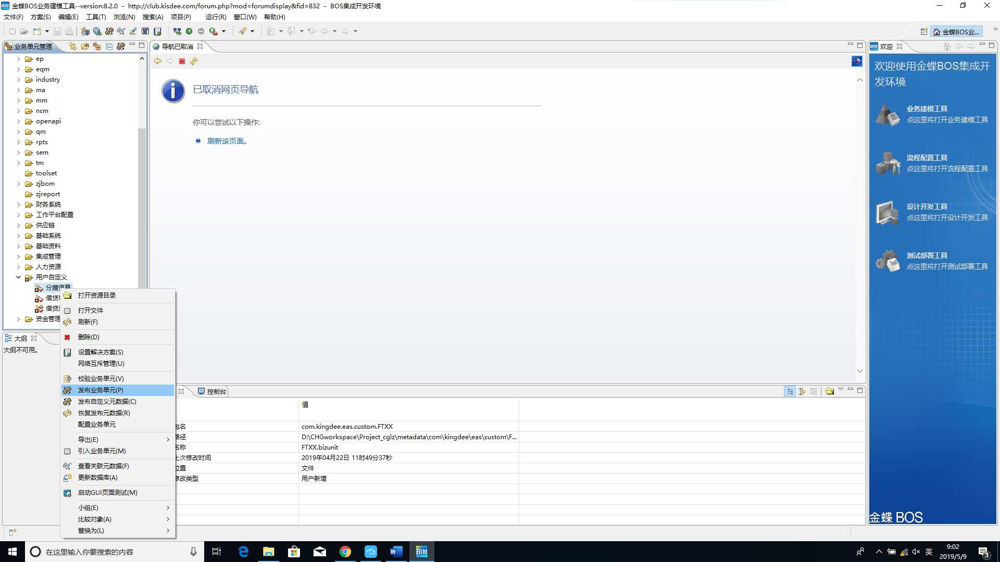 金蝶BOS业务建模工具--version:8.2.0 - http://club.kisdee.com/forum.php?mod=forumdisplay&fid=832 - BOS集成开发环境
文件(F) 方案(S) 编辑(E) 工具(T) 浏览(N) 搜索(A) 项目(P) 运行(R) 窗口(W) 帮助(H)
金蝶BOS业...
业务单元管理
ep
eqm
industry
ma
mm
ncm
openapi
qm
rpts
sem
tm
toolset
zjbom
zjreport
财务系统
工作平台配置
供应链
基础系统
基础资料
集成管理
人力资源
用户自定义
分摊信息
借贷
借贷
资金管理
大纲
大纲不可用。
打开资源目录
打开文件
刷新(F)
删除(D)
设置解决方案(S)
网络互斥管理(U)
校验业务单元(V)
发布业务单元(P)
发布自定义元数据(C)
恢复发布元数据(R)
配置业务单元
导出(E)
引入业务单元(M)
查看关联元数据(F)
更新数据库(A)
启动GUI页面测试(M)
小组(E)
比较对象(A)
替换为(L)
导航已取消
已取消网页导航
你可以尝试以下操作:
刷新该页面。
控制台
值
包名 com.kingdee.eas.custom.FTXX
路径 D:\CHGworkspace\Project_cglz\metadata\com\kingdee\eas\custom\F...
名称 FTXX.bizunit
上次修改时间 2019年04月22日 11时49分37秒
位置 文件
修改类型 用户新增
欢迎
欢迎使用金蝶BOS集成开
发环境
业务建模工具
点这里将打开业务建模工具
流程配置工具
点这里将打开流程配置工具
设计开发工具
点这里将打开设计开发工具
Test
测试部署工具
点这里将打开测试部署工具
金蝶 BOS
在这里输入你要搜索的内容
BIM
英
9:02
2019/5/9
3